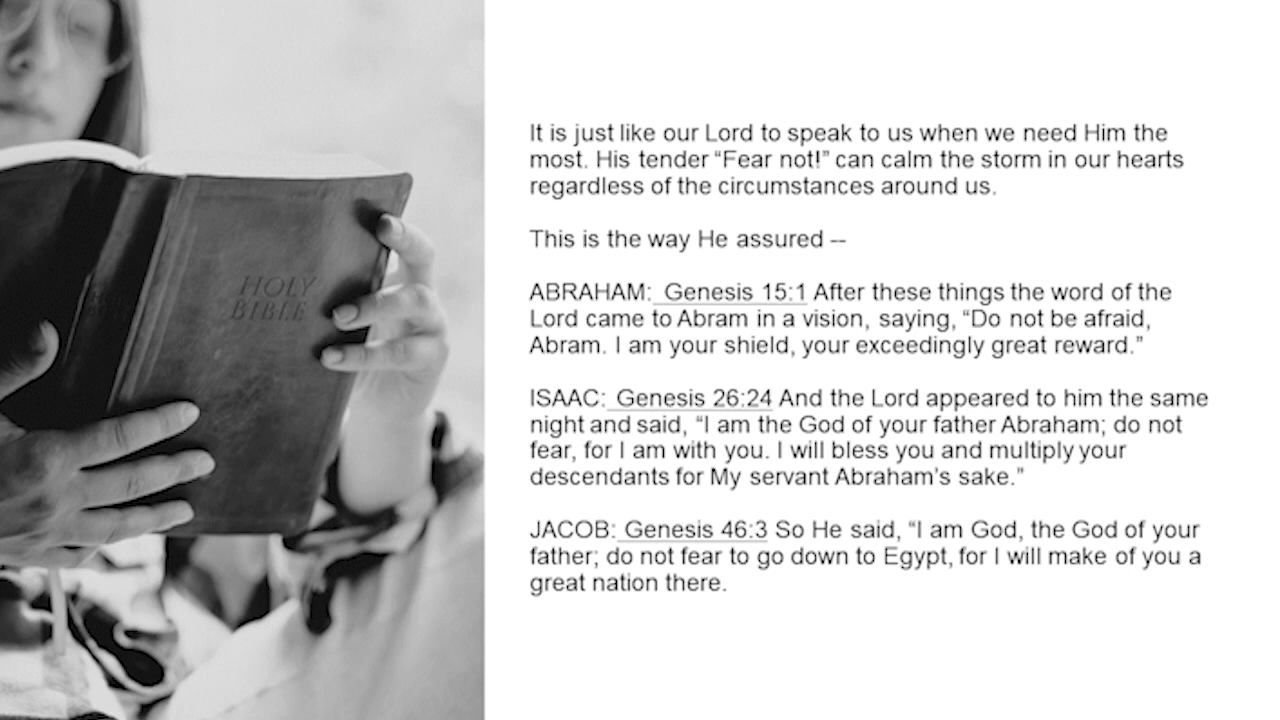 HOLY
BIBLE
It is just like our Lord to speak to us when we need Him the
most. His tender “Fear not!” can calm the storm in our hearts
regardless of the circumstances around us.
This is the way He assured --
ABRAHAM: Genesis 15:1 After these things the word of the
Lord came to Abram in a vision, saying, “Do not be afraid,
Abram. I am your shield, your exceedingly great reward.”
ISAAC: Genesis 26:24 And the Lord appeared to him the same
night and said, “I am the God of your father Abraham; do not
fear, for I am with you. I will bless you and multiply your
descendants for My servant Abraham’s sake.”
JACOB: Genesis 46:3 So He said, “I am God, the God of your
father; do not fear to go down to Egypt, for I will make of you a
great nation there.